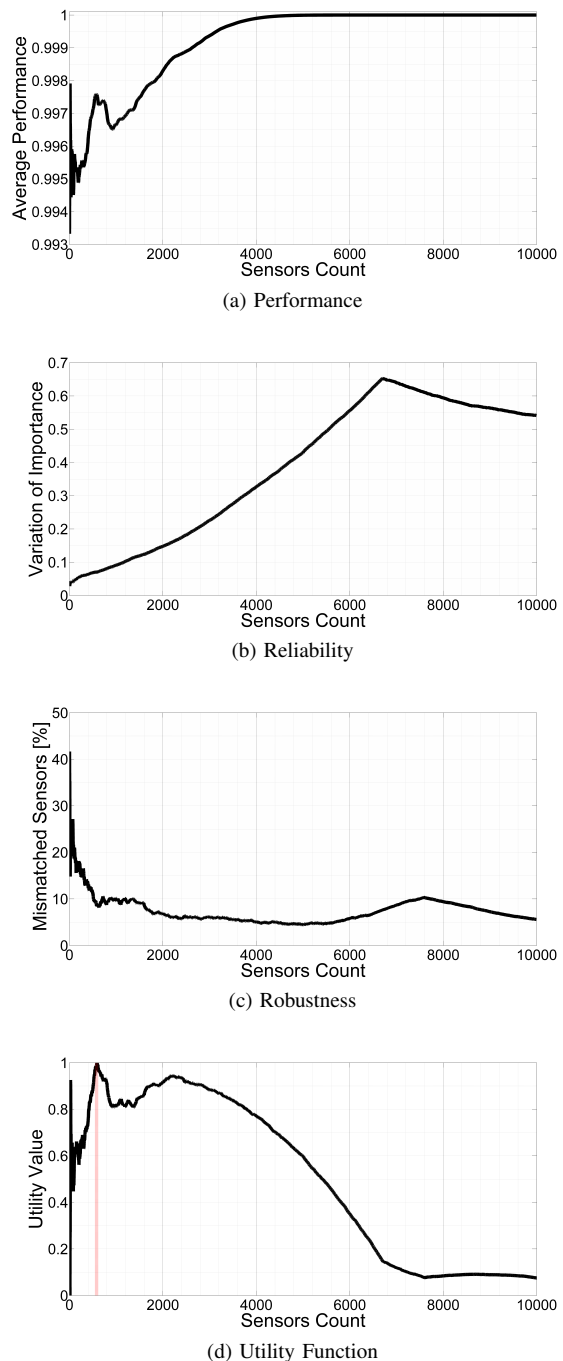 1
0.999
0.998
0.997
0.996
0.995
0.994
0.993
Average Performance
0 2000 4000 6000 8000 10000
Sensors Count
(a) Performance
0.7
0.6
0.5
0.4
0.3
0.2
0.1
0
Variation of Importance
0 2000 4000 6000 8000 10000
Sensors Count
(b) Reliability
50
40
30
20
10
0
Mismatched Sensors [%]
0 2000 4000 6000 8000 10000
Sensors Count
(c) Robustness
1
0.8
0.6
0.4
0.2
0
Utility Value
0 2000 4000 6000 8000 10000
Sensors Count
(d) Utility Function